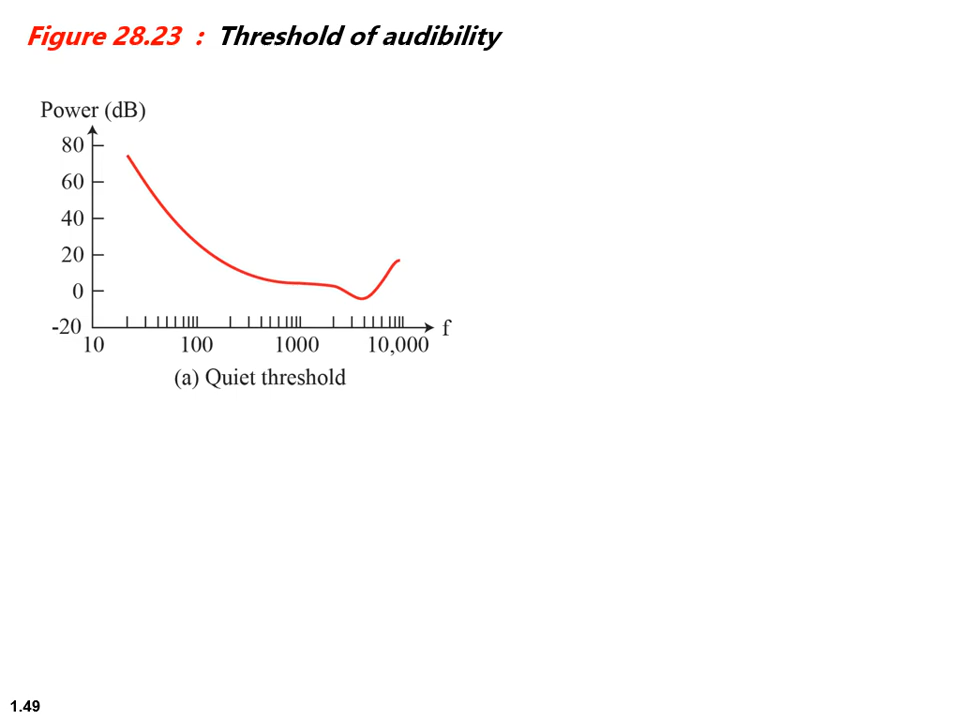 Figure 28.23 : Threshold of audibility
Power (dB)
80
60
40
20
0
-20
f
10 100 1000 10,000
(a) Quiet threshold
1.49